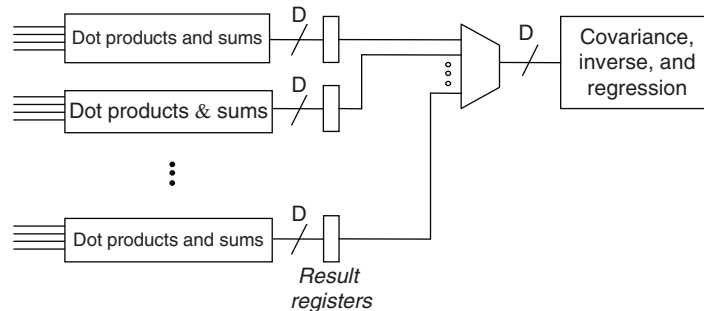 Dot products and sums
D
D
Covariance,
inverse, and
regression
Dot products & sums
D
Dot products and sums
D
Result
registers